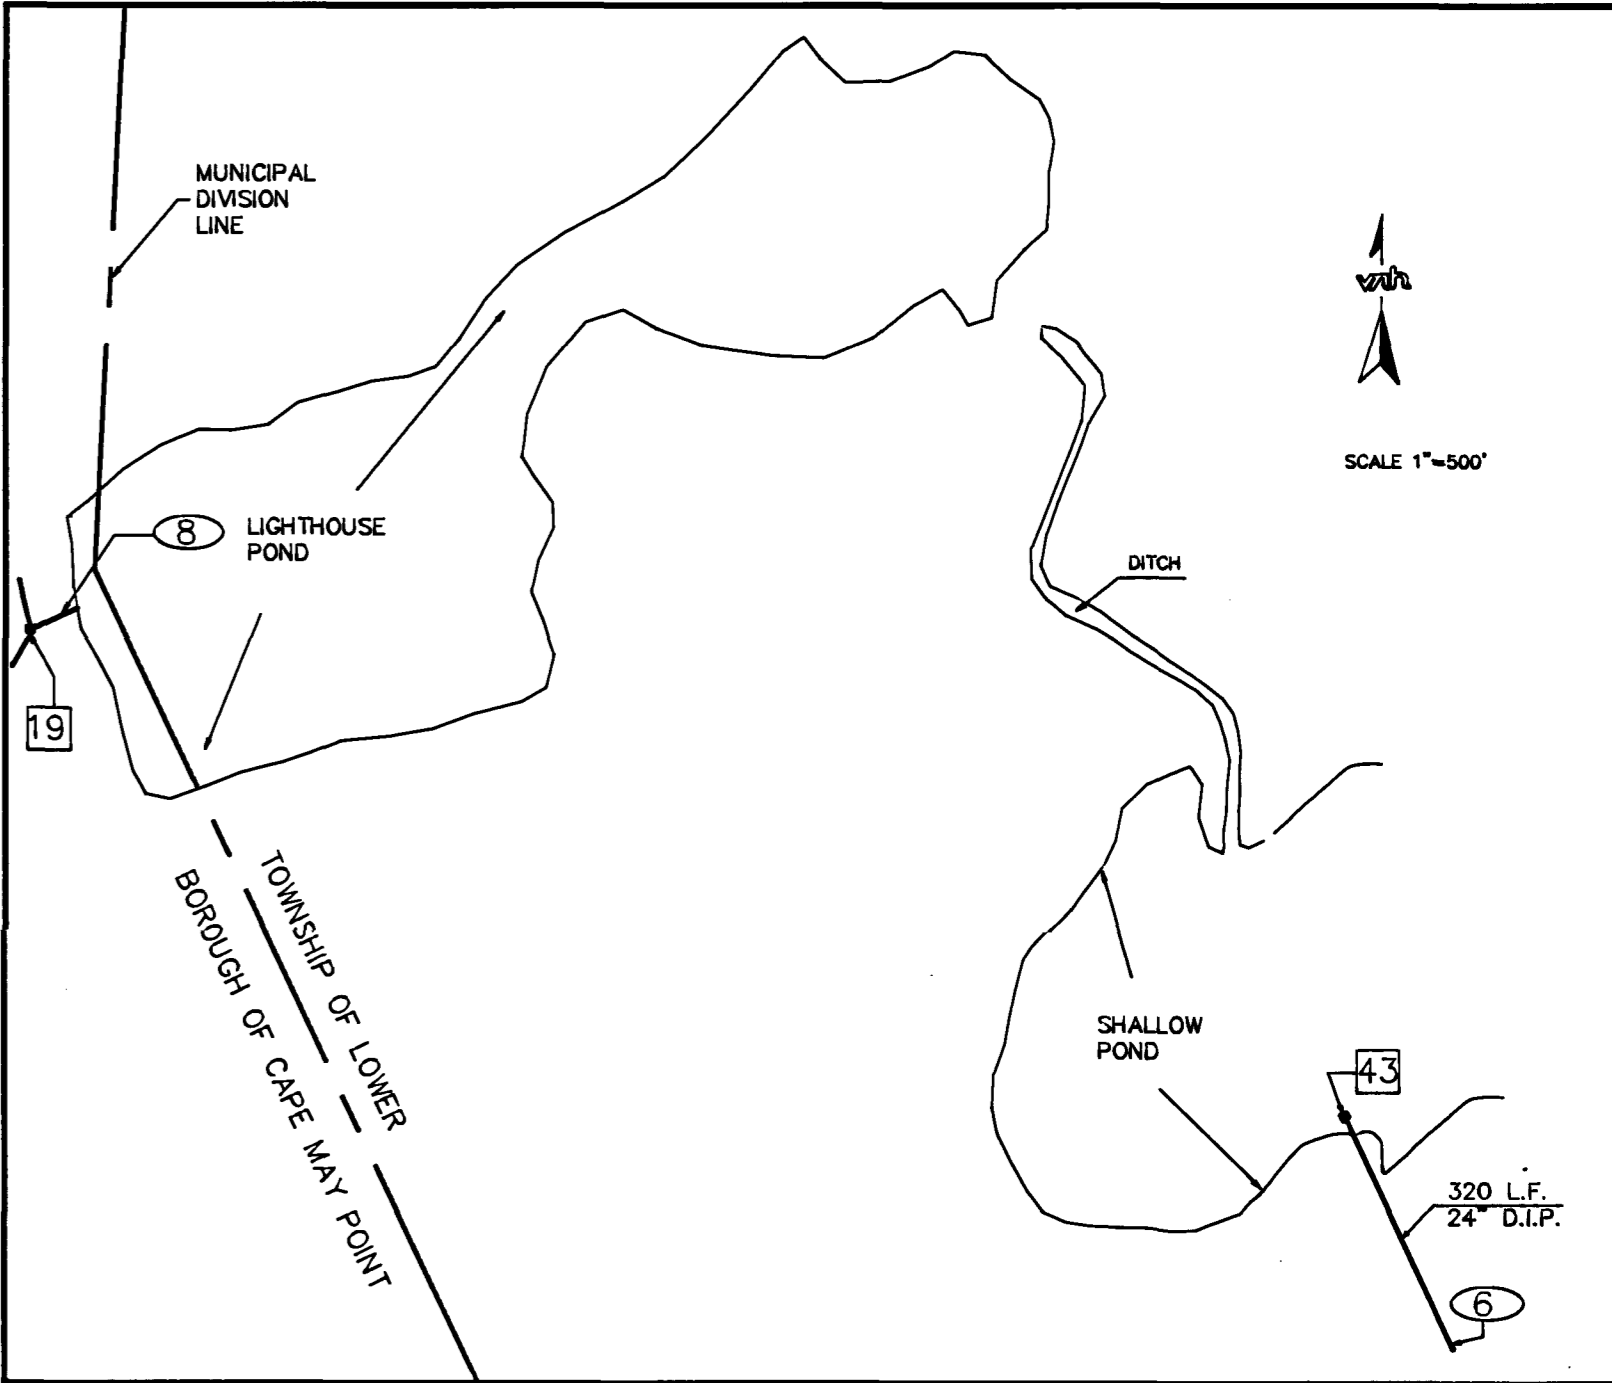 MUNICIPAL
DIVISION
LINE
vnh
SCALE 1"=500'
8
LIGHTHOUSE
POND
DITCH
19
TOWNSHIP OF LOWER
BOROUGH OF CAPE MAY POINT
SHALLOW
POND
43
320 L.F.
24" D.I.P.
6